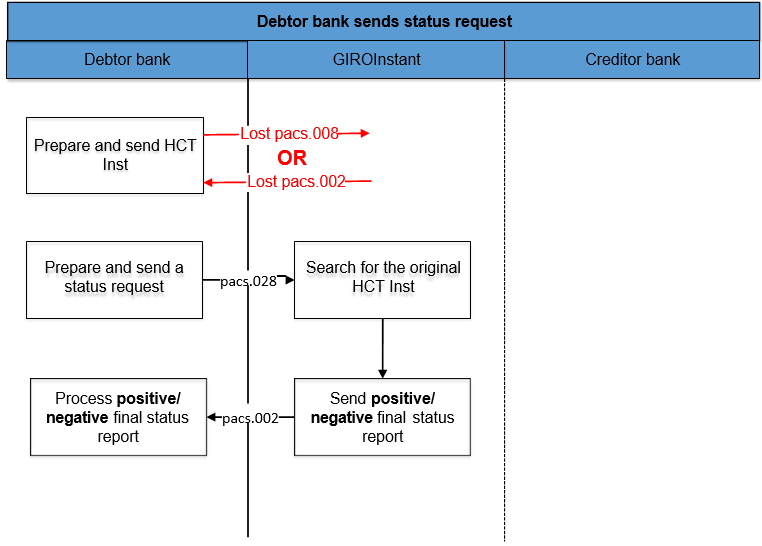 Debtor bank sends status request
Debtor bank
GIROInstant
Creditor bank
Prepare and send HCT
Inst
Lost pacs.008
OR
Lost pacs.002
Prepare and send a
status request
pacs.028
Search for the original
HCT Inst
Process positive/
negative final status
report
pacs.002
Send positive/
negative final status
report